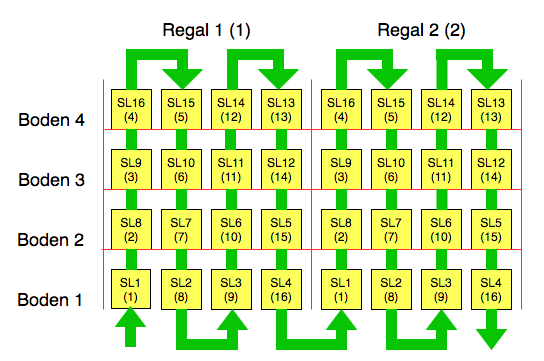 Regal 1 (1) Regal 2 (2)
Boden 4 SL16 SL15 SL14 SL13 SL16 SL15 SL14 SL13
(4) (5) (12) (13) (4) (5) (12) (13)
Boden 3 SL9 SL10 SL11 SL12 SL9 SL10 SL11 SL12
(3) (6) (11) (14) (3) (6) (11) (14)
Boden 2 SL8 SL7 SL6 SL5 SL8 SL7 SL6 SL5
(2) (7) (10) (15) (2) (7) (10) (15)
Boden 1 SL1 SL2 SL3 SL4 SL1 SL2 SL3 SL4
(1) (8) (9) (16) (1) (8) (9) (16)